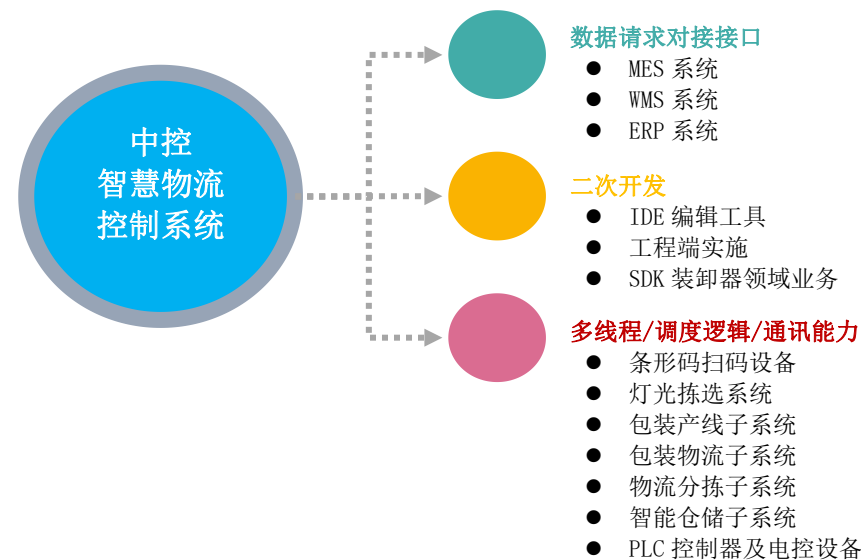 中控
智慧物流
控制系统
数据请求对接接口
● MES 系统
● WMS 系统
● ERP 系统
二次开发
● IDE 编辑工具
● 工程端实施
● SDK 装卸器领域业务
多线程/调度逻辑/通讯能力
● 条形码扫码设备
● 灯光拣选系统
● 包装产线子系统
● 包装物流子系统
● 物流分拣子系统
● 智能仓储子系统
● PLC 控制器及电控设备